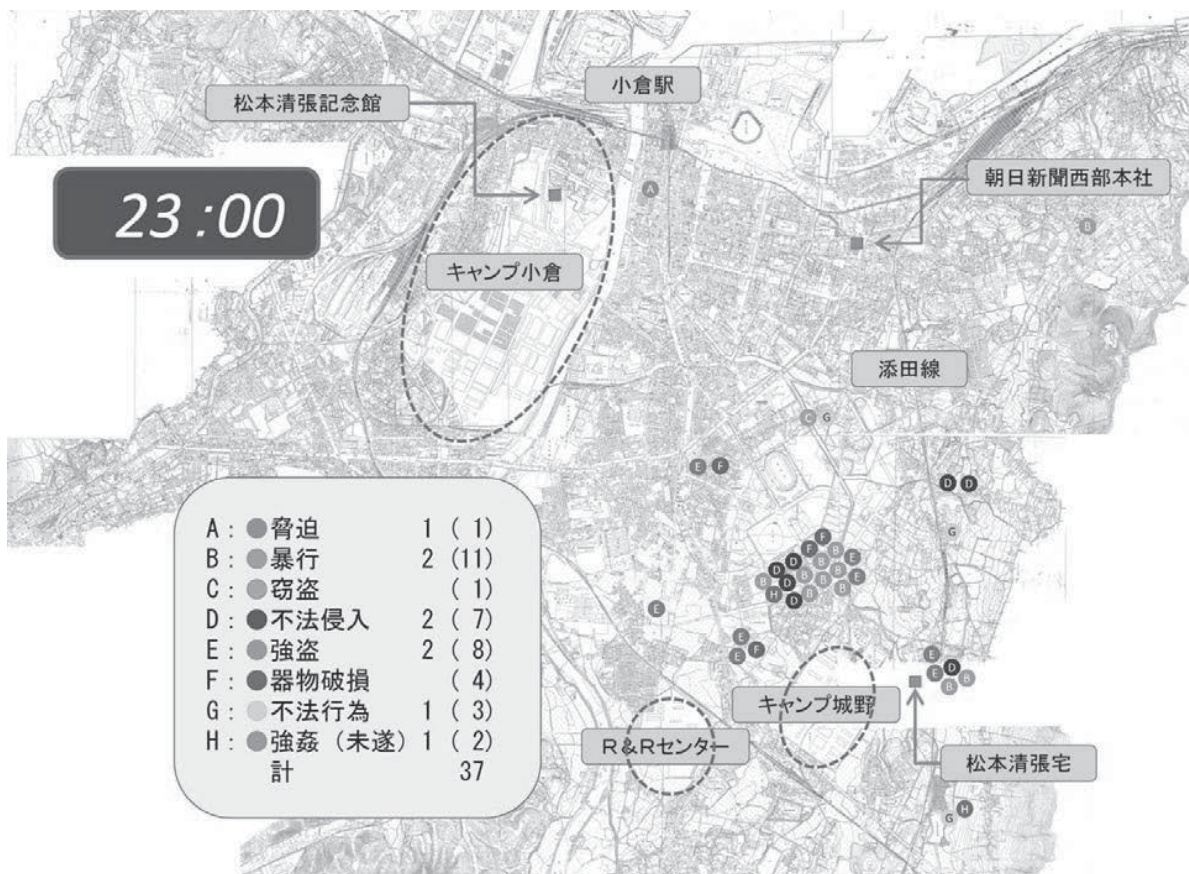 小倉駅
松本清張記念館
朝日新聞西部本社
23:00
キャンプ小倉
添田線
A:●脅迫 1 ( 1)
B:●暴行 2 (11)
C:●窃盗 ( 1)
D:●不法侵入 2 ( 7)
E:●強盗 2 ( 8)
F:●器物破損 ( 4)
G:●不法行為 1 ( 3)
H:●強姦(未遂) 1 ( 2)
計 37
キャンプ城野
R&Rセンター
松本清張宅
A
B
C G
E F
D D
G
F
F B E
D D B B
B D B B B E
H D B B
E
E
E F
E
E D
B B
G H